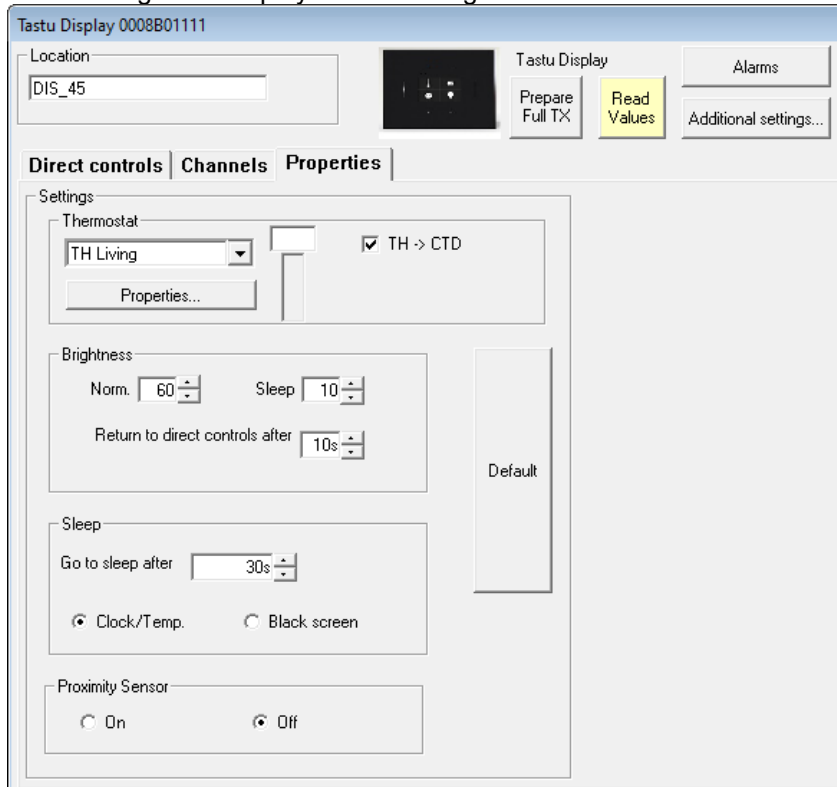 Tastu Display 0008B01111
Location
DIS_45
Tastu Display
Prepare
Full TX
Read
Values
Alarms
Additional settings...
Direct controls Channels Properties
Settings
Thermostat
TH Living
TH -> CTD
Properties...
Brightness
Norm. 60 Sleep 10
Return to direct controls after 10s
Default
Sleep
Go to sleep after 30s
Clock/Temp. Black screen
Proximity Sensor
On Off